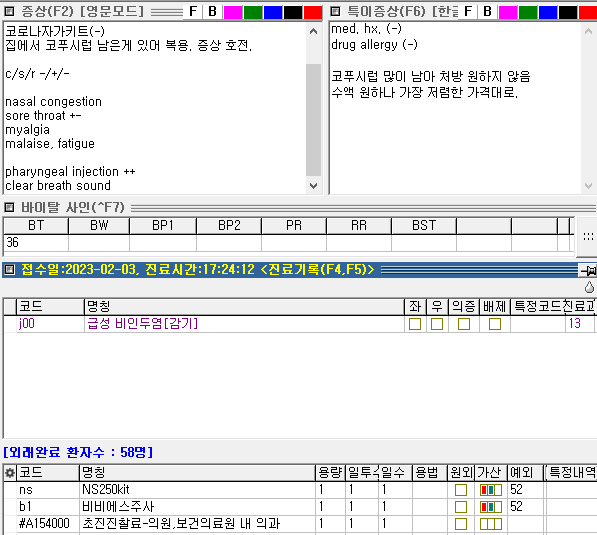 증상(F2) [영문모드] F B
코로나자가키트(-)
집에서 코푸시럽 남은게 있어 복용. 증상 호전.
c/s/r -/+/-
nasal congestion
sore throat +-
myalgia
malaise, fatigue
pharyngeal injection ++
clear breath sound
특이증상(F6) [한글 F B
med. hx. (-)
drug allergy (-)
코푸시럽 많이 남아 처방 원하지 않음
수액 원하나 가장 저렴한 가격대로.
바이탈 사인(^F7)
BT BW BP1 BP2 PR RR BST
36
접수일:2023-02-03, 진료시간:17:24:12 <진료기록(F4,F5)>
코드 명칭 좌 우 의증 배제 특정코드 진료과
j00 급성 비인두염[감기] 13
[외래완료 환자수 : 58명]
코드 명칭 용량 일투수 일수 용법 원외 가산 예외 특정내역
ns NS250kit 1 1 1 52
b1 비비에스주사 1 1 1 52
#A154000 초진진찰료-의원,보건의료원 내 의과 1 1 1